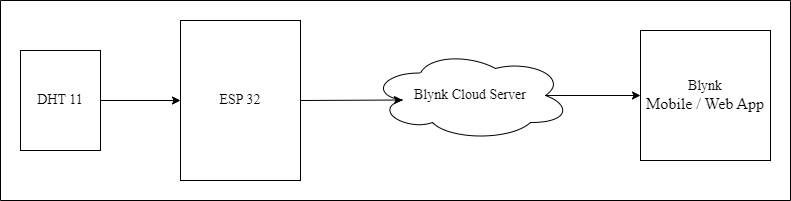 DHT 11
ESP 32
Blynk Cloud Server
Blynk
Mobile / Web App